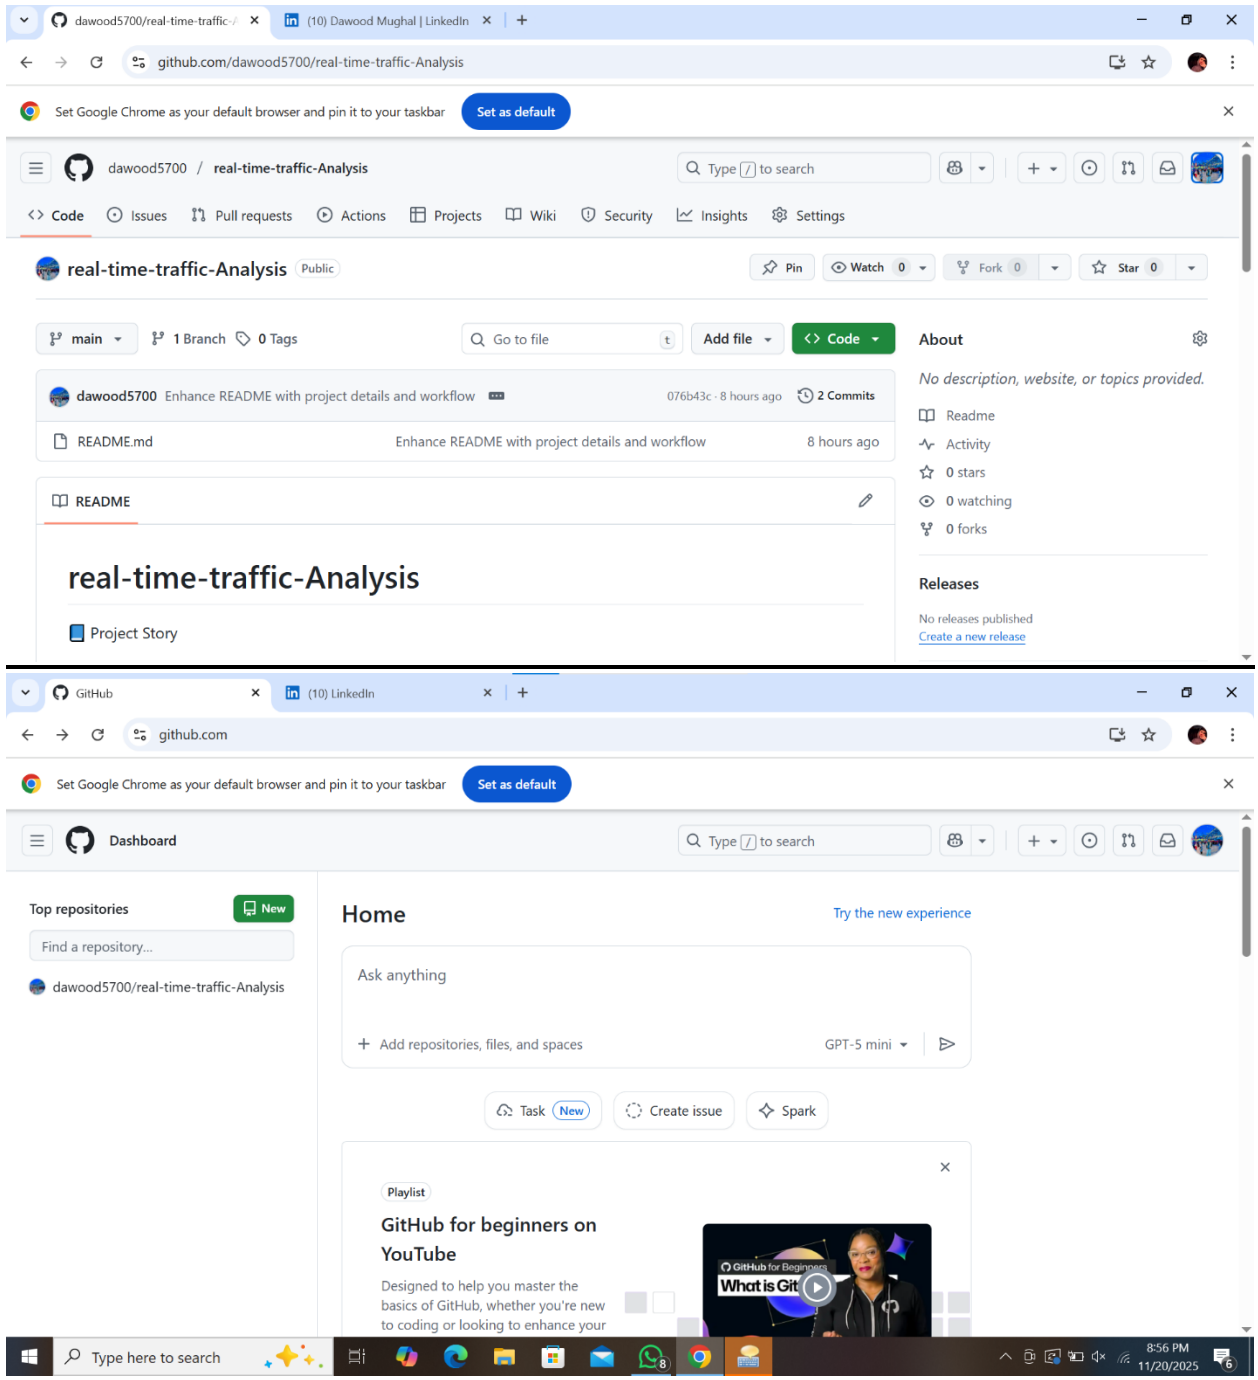 dawood5700/real-time-traffic-A
(10) Dawood Mughal | LinkedIn
github.com/dawood5700/real-time-traffic-Analysis
Set Google Chrome as your default browser and pin it to your taskbar
Set as default
dawood5700 / real-time-traffic-Analysis
Type / to search
Code
Issues
Pull requests
Actions
Projects
Wiki
Security
Insights
Settings
real-time-traffic-Analysis Public
Pin
Watch 0
Fork 0
Star 0
main
1 Branch
0 Tags
Go to file
t
Add file
Code
dawood5700 Enhance README with project details and workflow
076b43c · 8 hours ago
2 Commits
README.md
Enhance README with project details and workflow
8 hours ago
README
real-time-traffic-Analysis
Project Story
About
No description, website, or topics provided.
Readme
Activity
0 stars
0 watching
0 forks
Releases
No releases published
Create a new release
GitHub
(10) LinkedIn
github.com
Set Google Chrome as your default browser and pin it to your taskbar
Set as default
Dashboard
Type / to search
Top repositories
New
Find a repository...
dawood5700/real-time-traffic-Analysis
Home
Try the new experience
Ask anything
Add repositories, files, and spaces
GPT-5 mini
Task New
Create issue
Spark
Playlist
GitHub for beginners on
YouTube
Designed to help you master the
basics of GitHub, whether you're new
to coding or looking to enhance your
GitHub for Beginners
What is Git
Type here to search
8
8:56 PM
11/20/2025
6